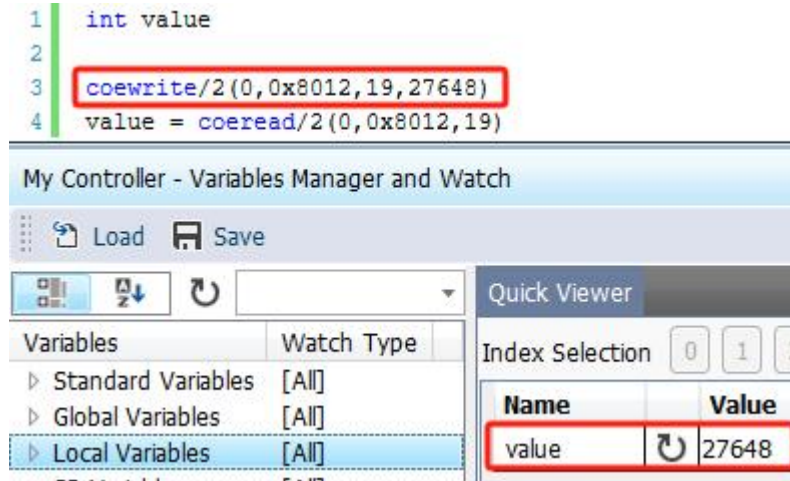 1 int value
2
3 coewrite/2(0,0x8012,19,27648)
4 value = coeread/2(0,0x8012,19)
My Controller - Variables Manager and Watch
Load Save
Quick Viewer
Variables Watch Type
Index Selection 0 1
Standard Variables [All]
Name Value
Global Variables [All]
Local Variables [All]
value 27648